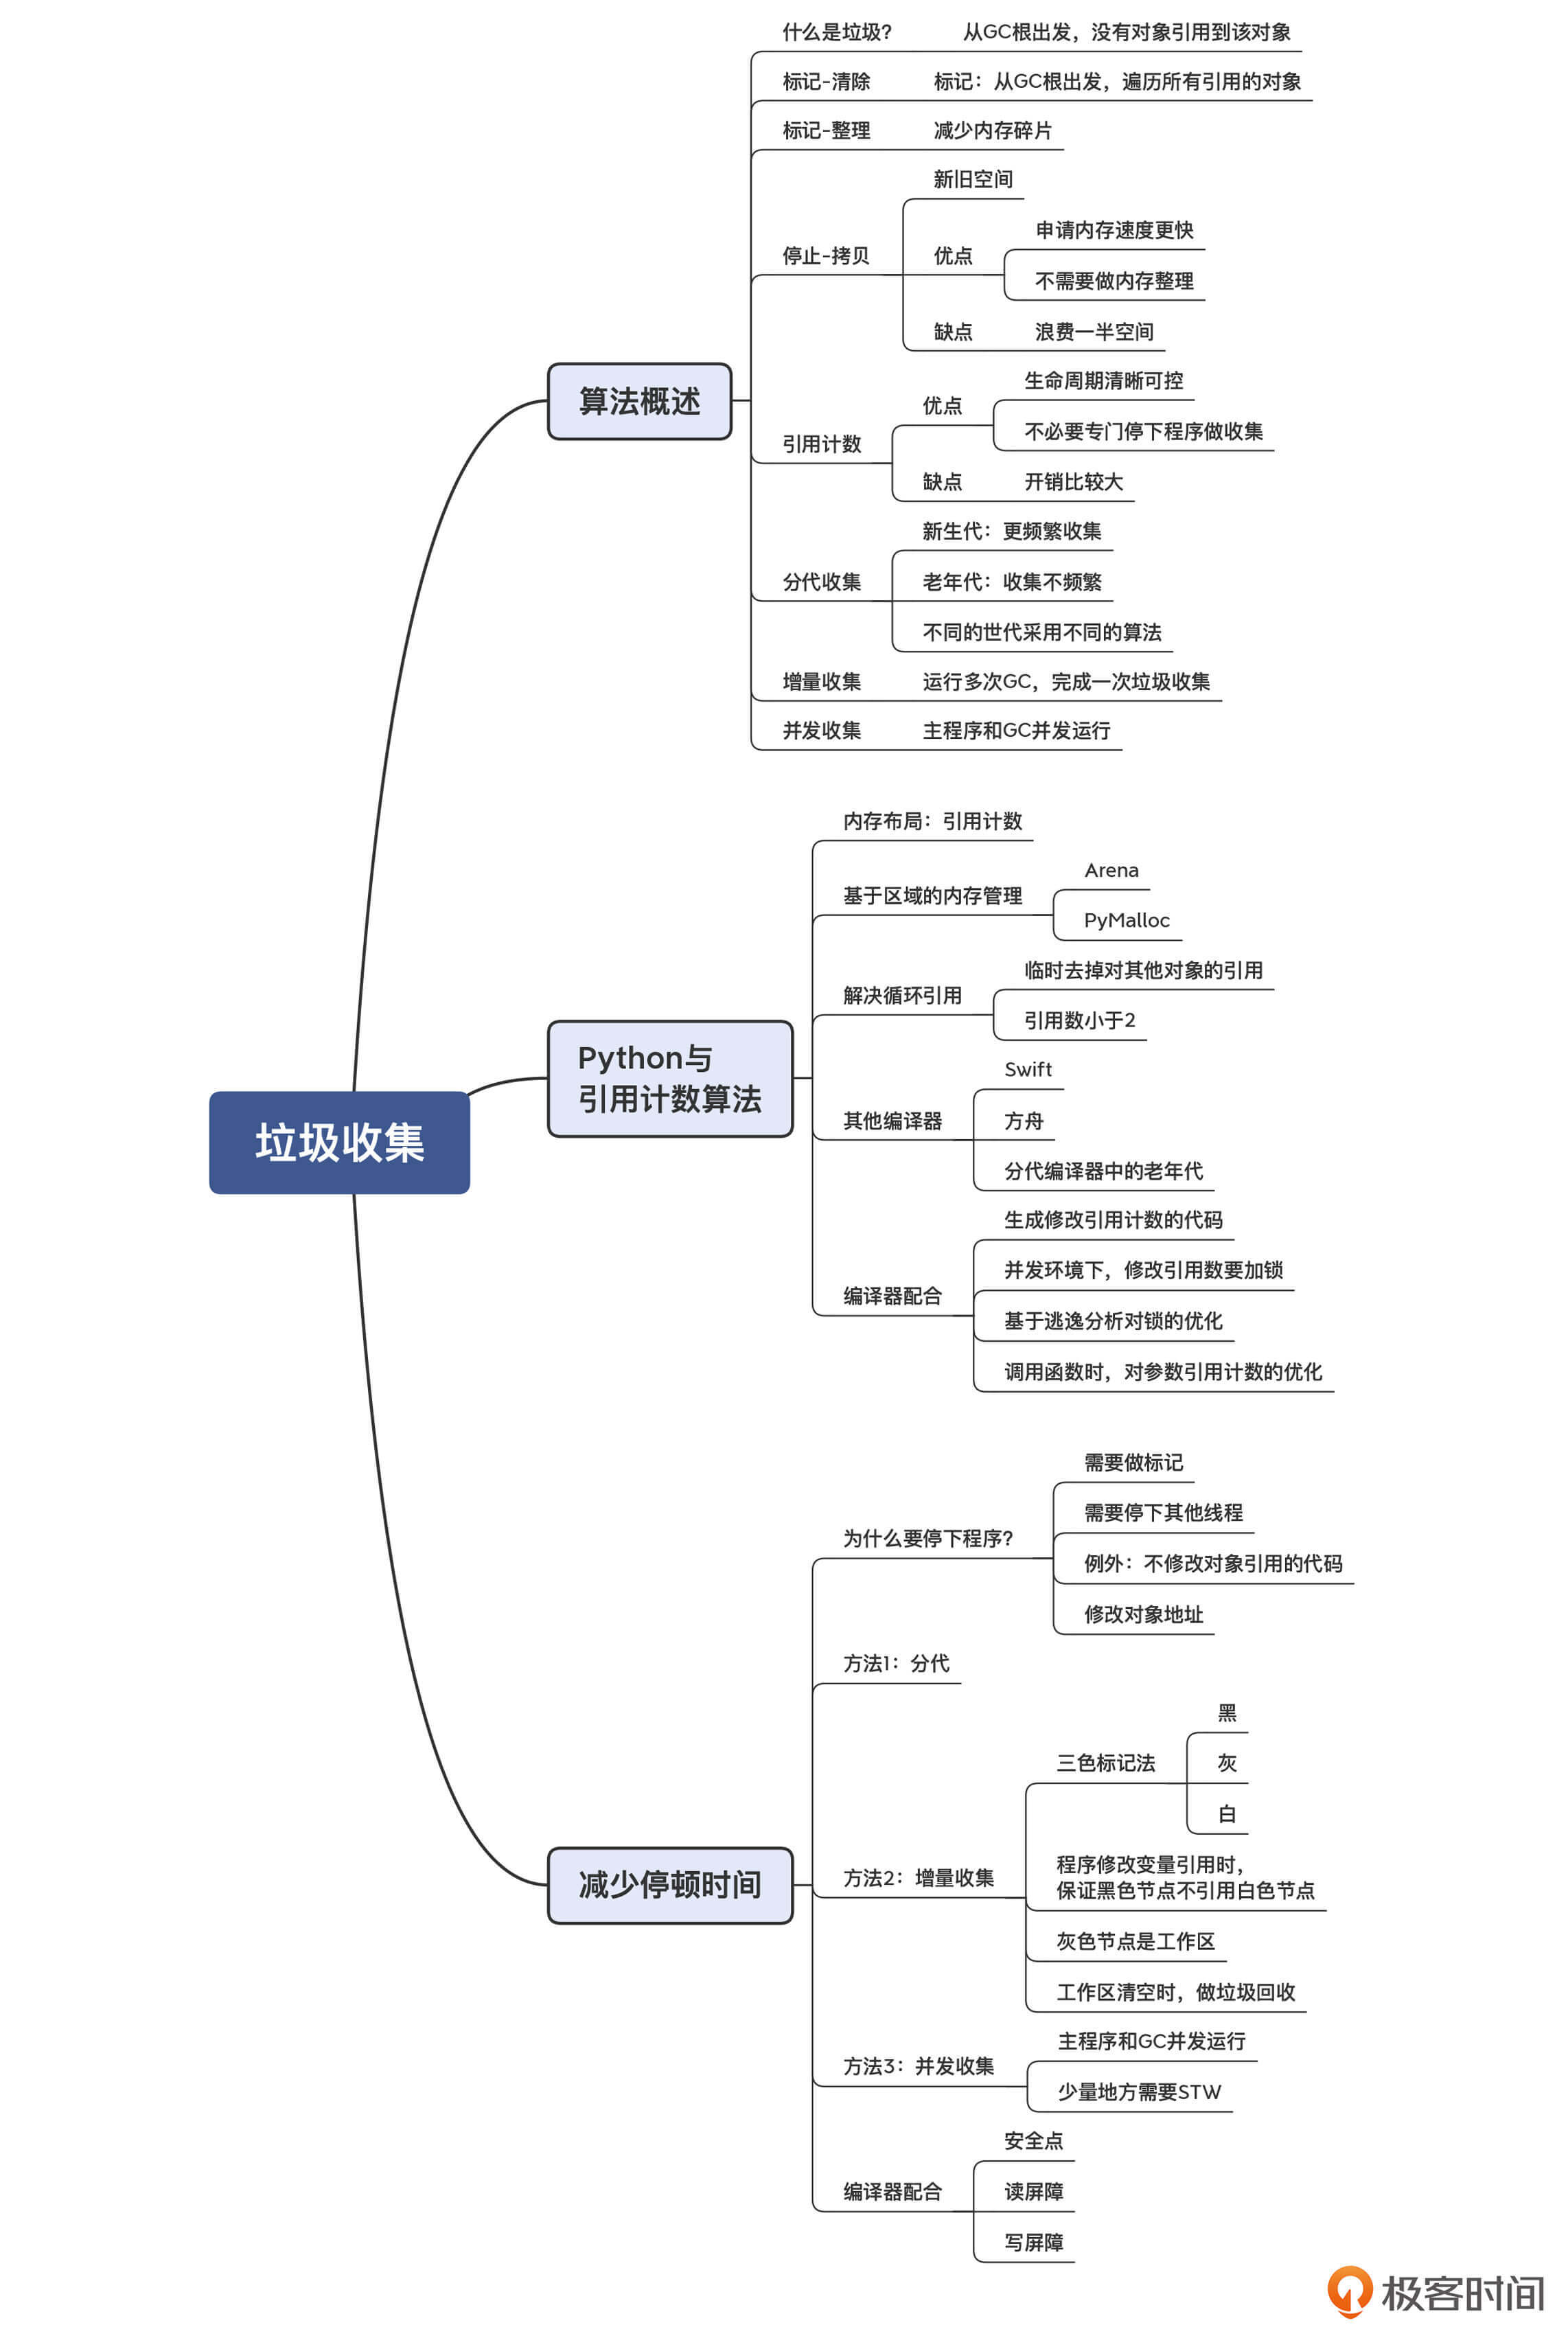 什么是垃圾?
从GC根出发，没有对象引用到该对象
标记-清除
标记：从GC根出发，遍历所有引用的对象
标记-整理
减少内存碎片
新旧空间
停止-拷贝
优点
申请内存速度更快
不需要做内存整理
缺点
浪费一半空间
算法概述
引用计数
优点
生命周期清晰可控
不必要专门停下程序做收集
缺点
开销比较大
分代收集
新生代：更频繁收集
老年代：收集不频繁
不同的世代采用不同的算法
增量收集
运行多次GC，完成一次垃圾收集
并发收集
主程序和GC并发运行
垃圾收集
Python与
引用计数算法
内存布局：引用计数
基于区域的内存管理
Arena
PyMalloc
解决循环引用
临时去掉对其他对象的引用
引用数小于2
其他编译器
Swift
方舟
分代编译器中的老年代
编译器配合
生成修改引用计数的代码
并发环境下，修改引用数要加锁
基于逃逸分析对锁的优化
调用函数时，对参数引用计数的优化
减少停顿时间
为什么要停下程序?
需要做标记
需要停下其他线程
例外：不修改对象引用的代码
修改对象地址
方法1：分代
方法2：增量收集
三色标记法
黑
灰
白
程序修改变量引用时，
保证黑色节点不引用白色节点
灰色节点是工作区
工作区清空时，做垃圾回收
方法3：并发收集
主程序和GC并发运行
少量地方需要STW
编译器配合
安全点
读屏障
写屏障
极客时间